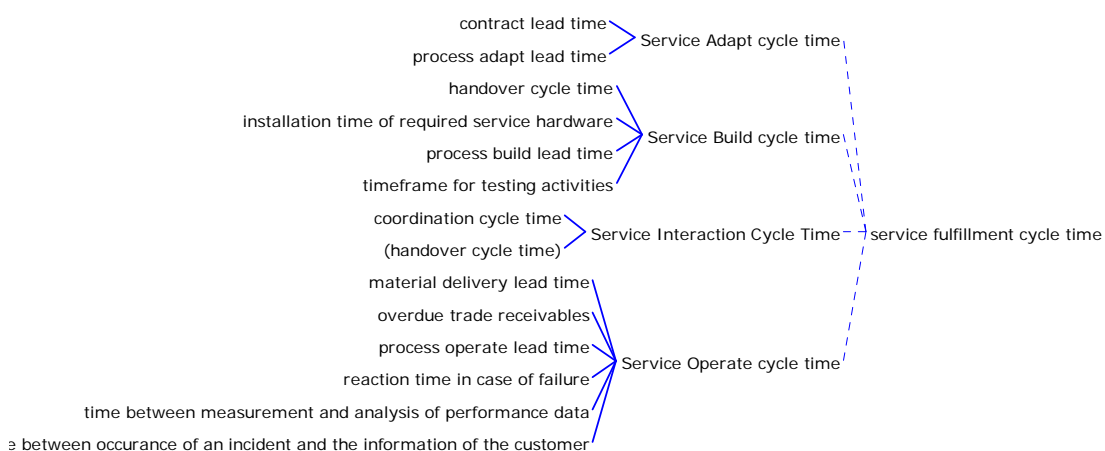 contract lead time
process adapt lead time
Service Adapt cycle time
handover cycle time
installation time of required service hardware
process build lead time
timeframe for testing activities
Service Build cycle time
coordination cycle time
(handover cycle time)
Service Interaction Cycle Time
service fulfillment cycle time
material delivery lead time
overdue trade receivables
process operate lead time
reaction time in case of failure
time between measurement and analysis of performance data
between occurance of an incident and the information of the customer
Service Operate cycle time